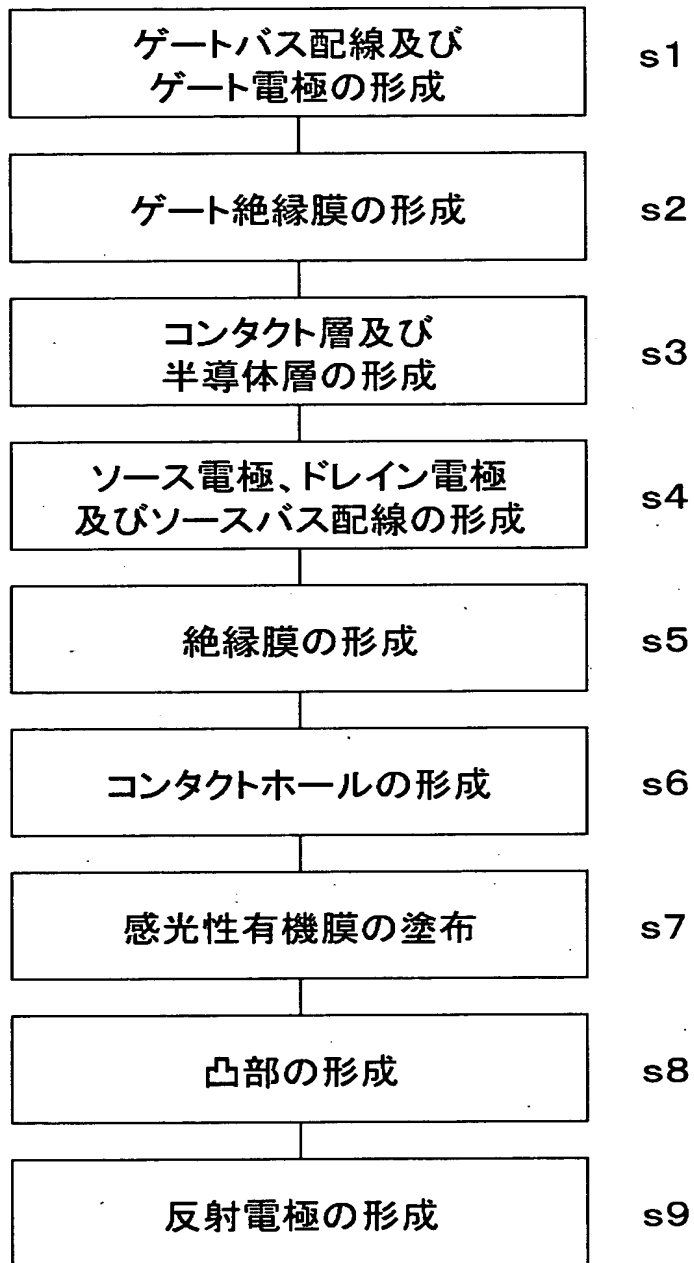 ゲートバス配線及び
ゲート電極の形成
s1
ゲート絶縁膜の形成
s2
コンタクト層及び
半導体層の形成
s3
ソース電極、ドレイン電極
及びソースバス配線の形成
s4
絶縁膜の形成
s5
コンタクトホールの形成
s6
感光性有機膜の塗布
s7
凸部の形成
s8
反射電極の形成
s9